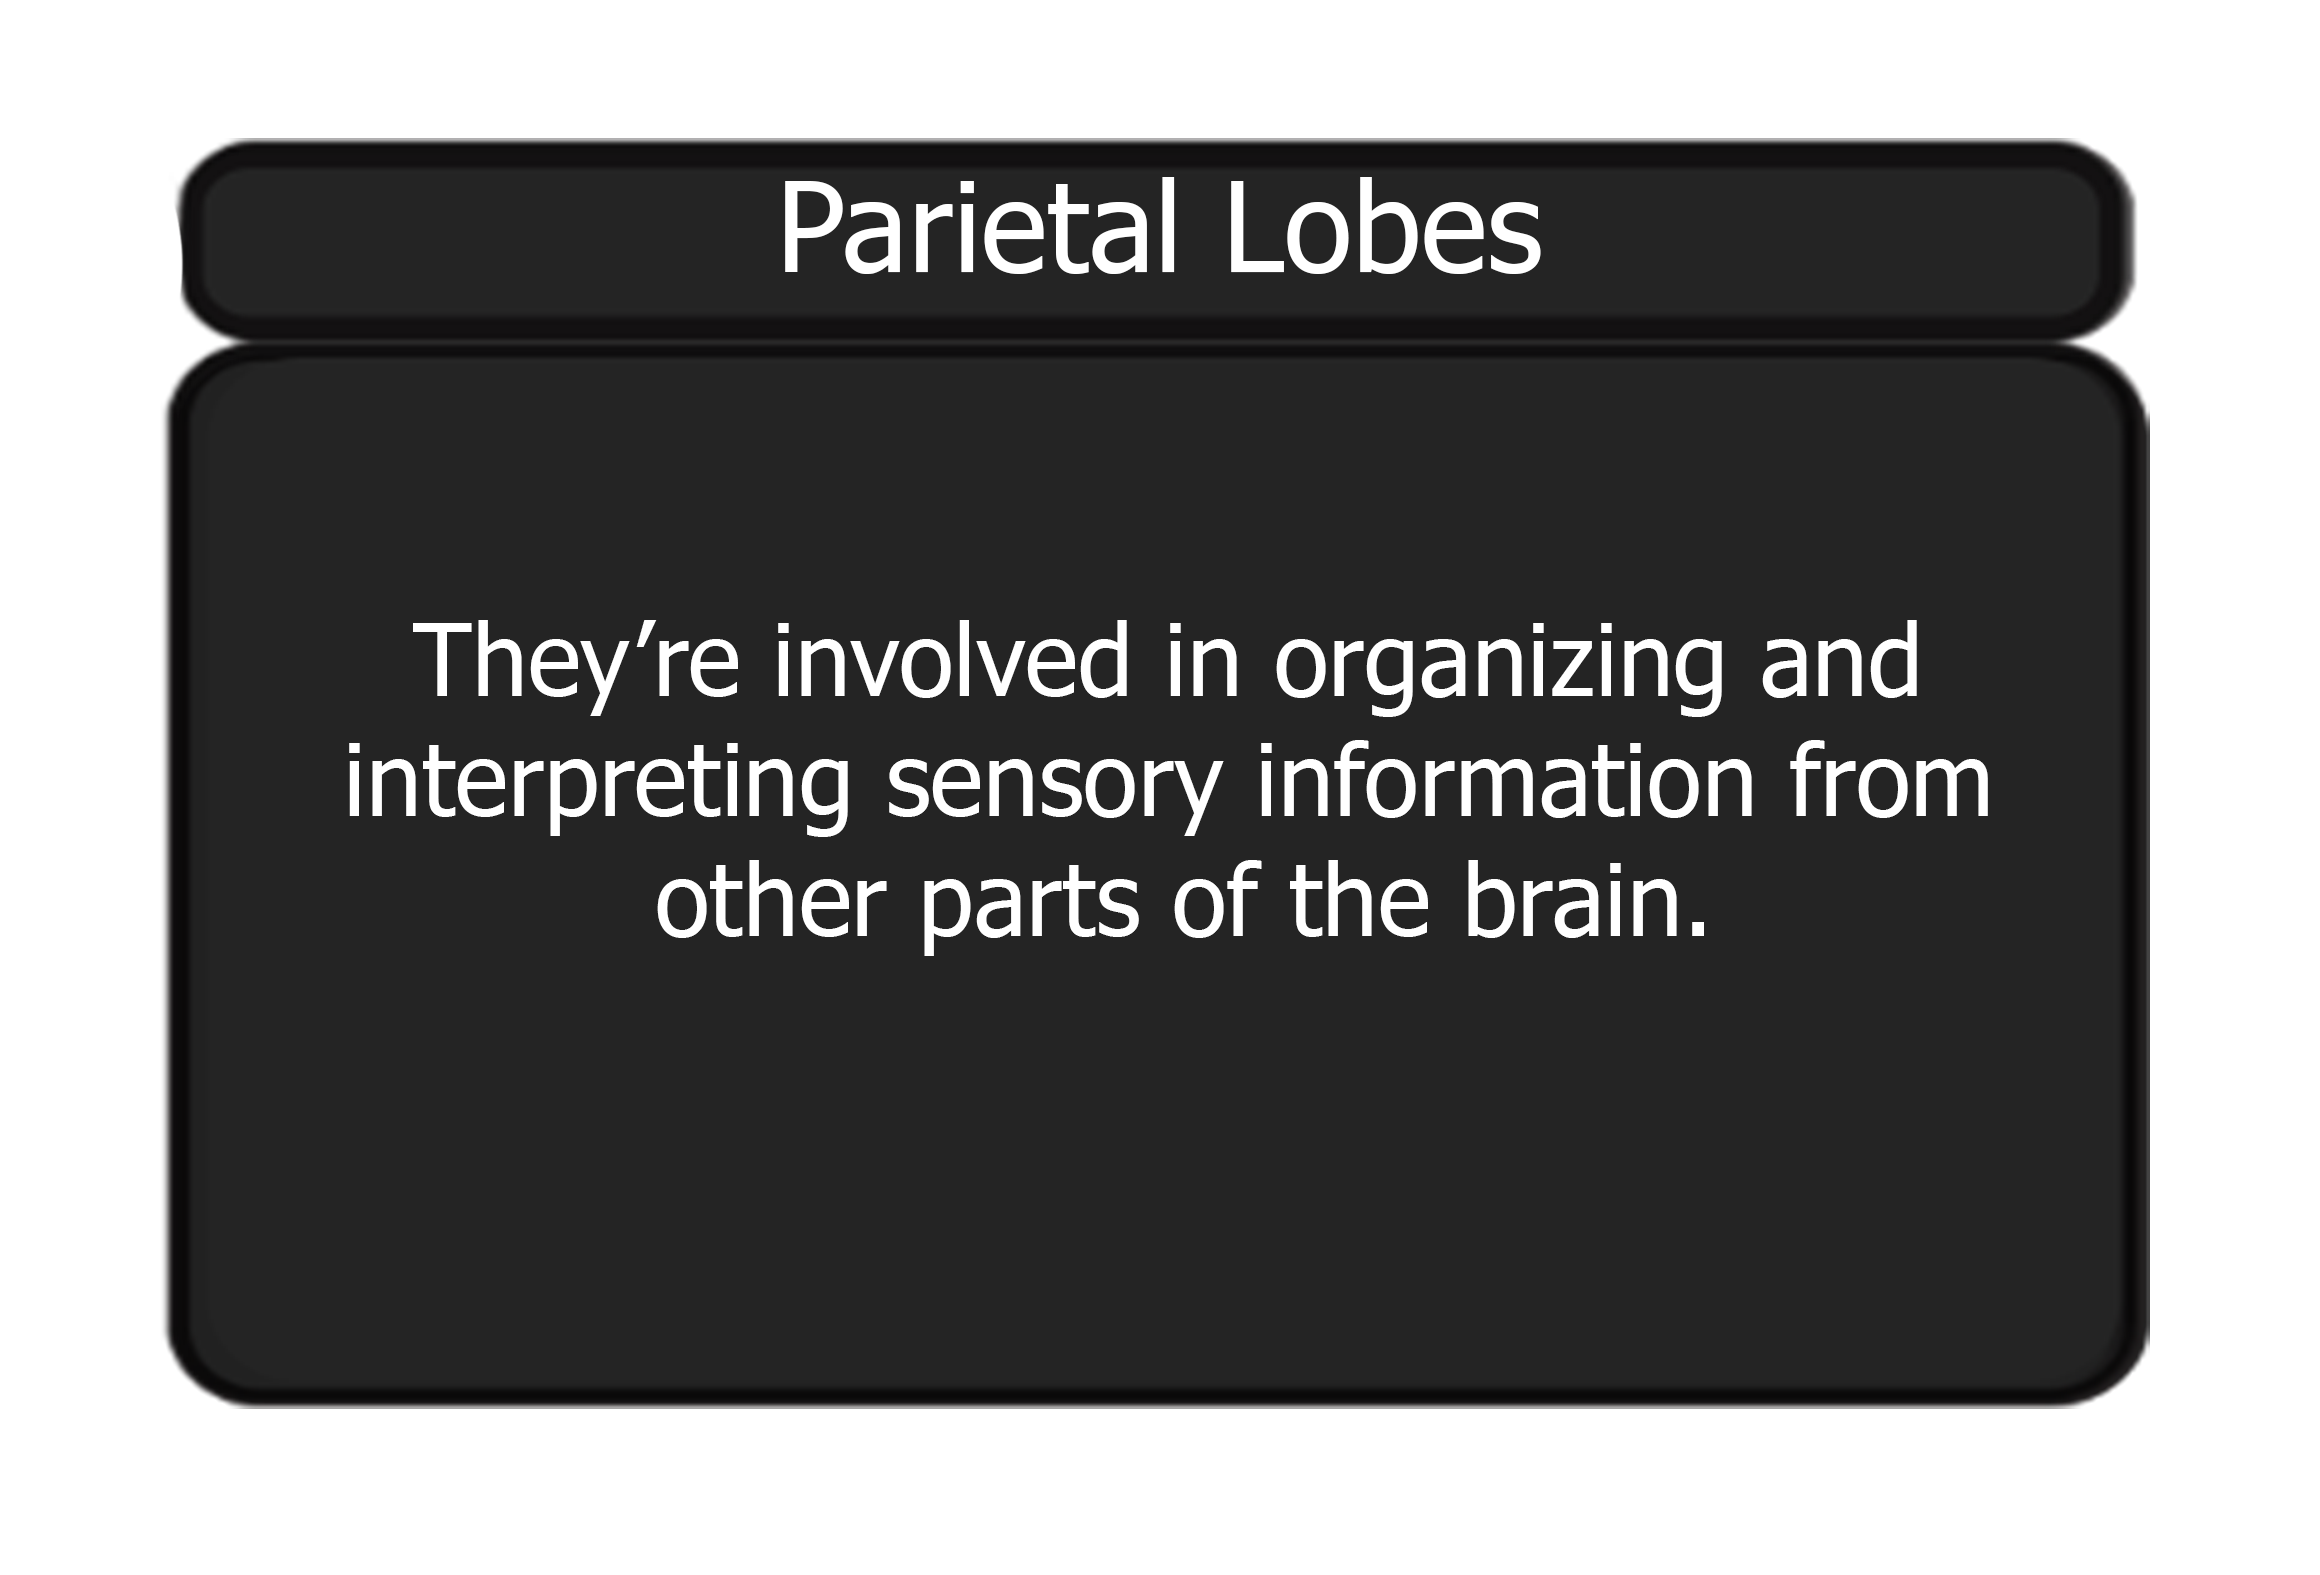 Parietal Lobes
They’re involved in organizing and
interpreting sensory information from
other parts of the brain.